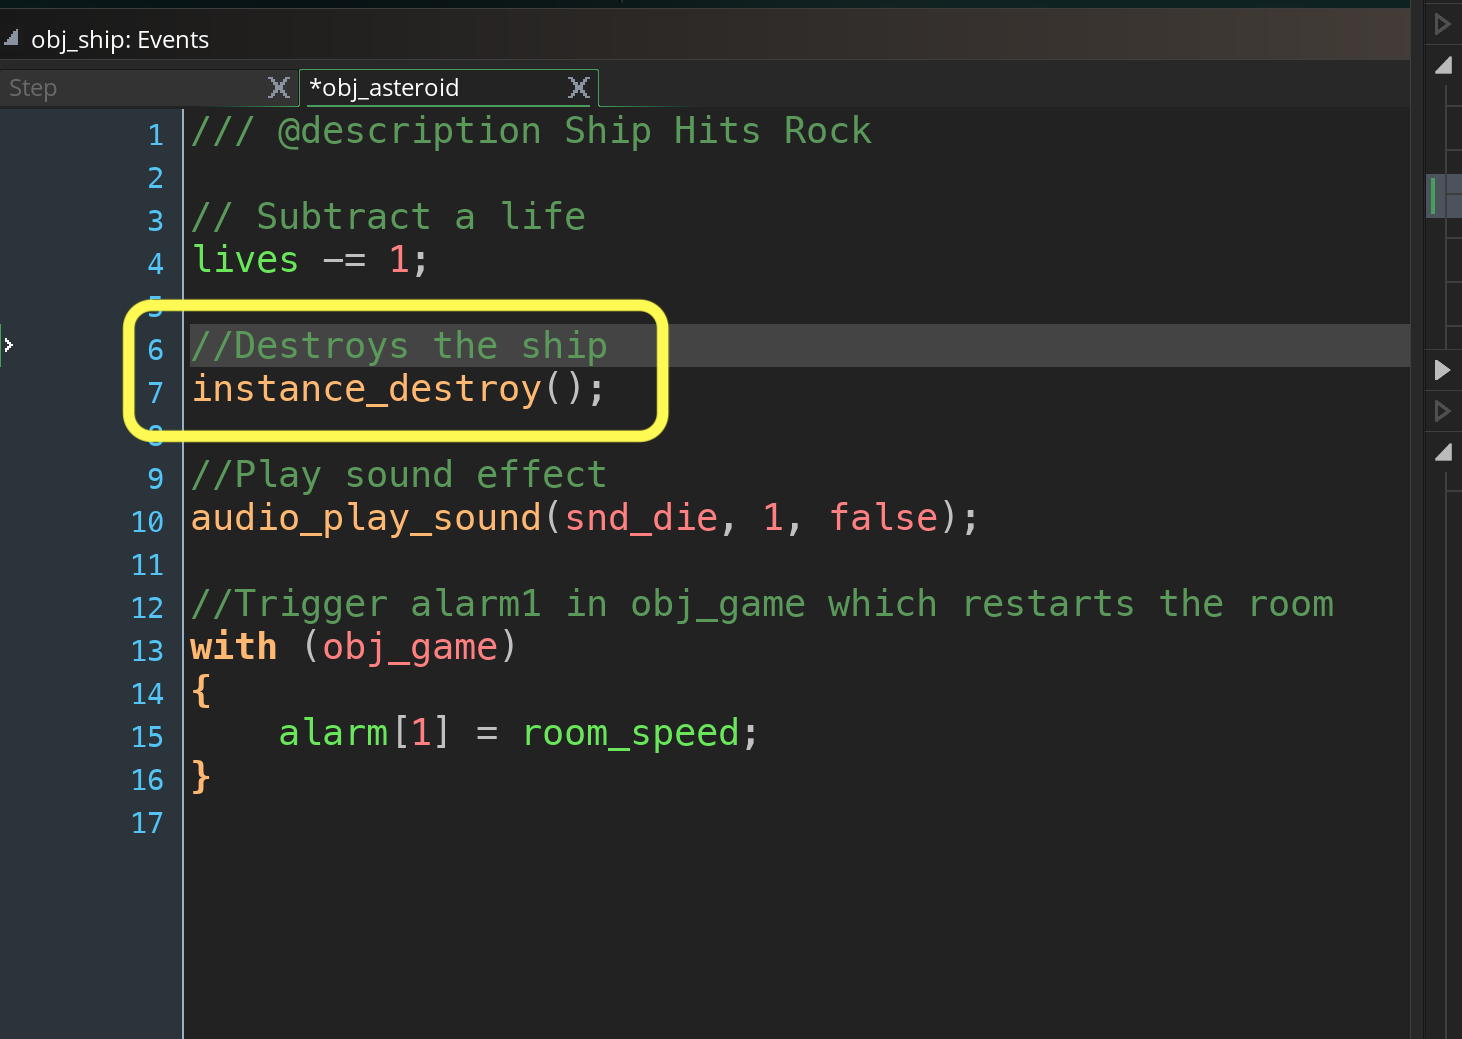 obj_ship: Events
Step
*obj_asteroid
1 /// @description Ship Hits Rock
2
3 // Subtract a life
4 lives -= 1;
5
6 //Destroys the ship
7 instance_destroy();
8
9 //Play sound effect
10 audio_play_sound(snd_die, 1, false);
11
12 //Trigger alarm1 in obj_game which restarts the room
13 with (obj_game)
14 {
15     alarm[1] = room_speed;
16 }
17